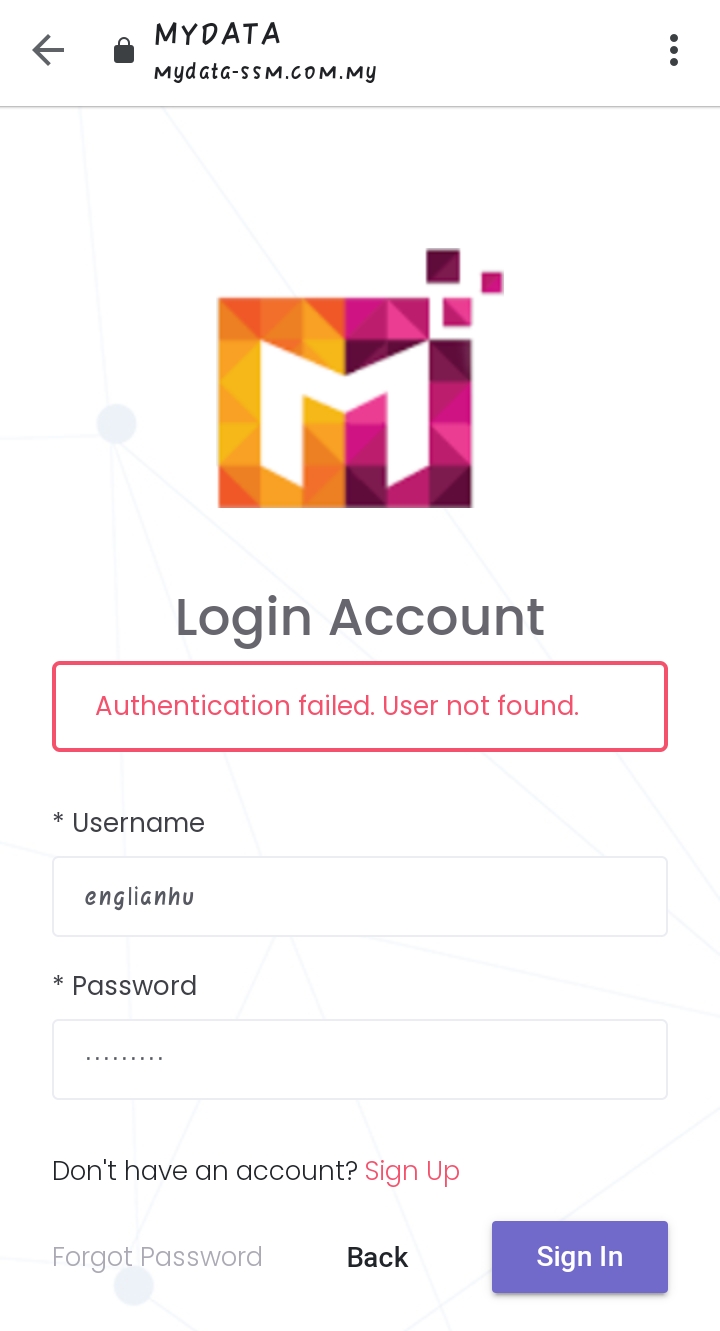 MYDATA
mydata-ssm.com.my
Login Account
Authentication failed. User not found.
* Username
englianhu
* Password
·········
Don't have an account? Sign Up
Forgot Password Back Sign In